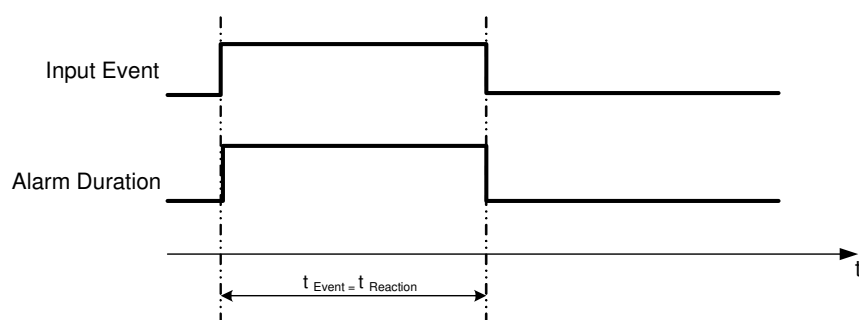 Input Event
Alarm Duration
t
t Event = t Reaction